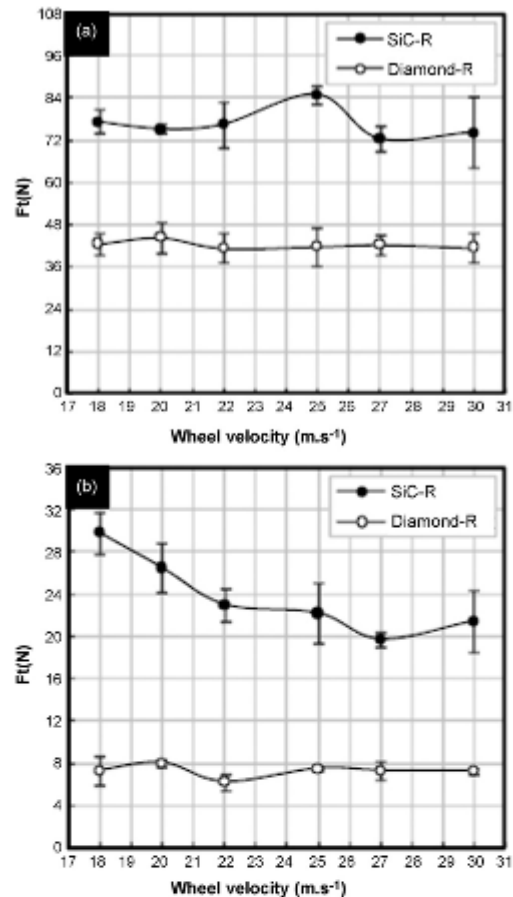 (a)
SiC-R
Diamond-R
108
96
84
72
60
48
36
24
12
0
Ft(N)
17 18 19 20 21 22 23 24 25 26 27 28 29 30 31
Wheel velocity (m.s-1)
(b)
SiC-R
Diamond-R
36
32
28
24
20
16
12
8
4
0
Ft(N)
17 18 19 20 21 22 23 24 25 26 27 28 29 30 31
Wheel velocity (m.s-1)